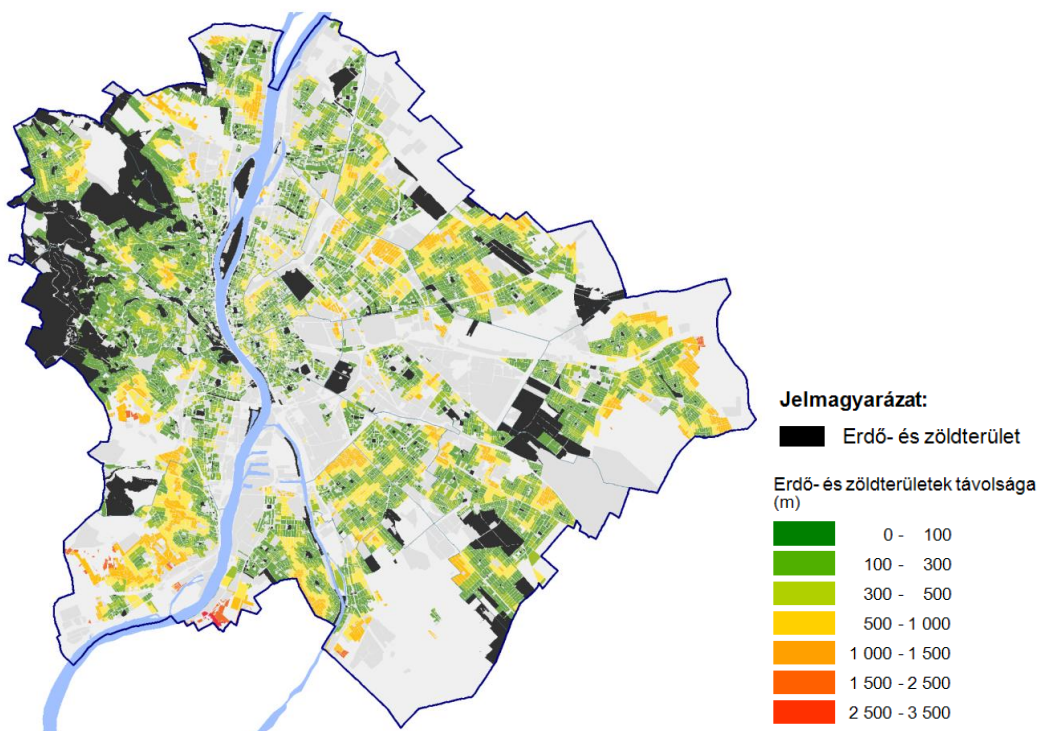 Jelmagyarázat:
Erdő- és zöldterület
Erdő- és zöldterületek távolsága
(m)
0 - 100
100 - 300
300 - 500
500 - 1 000
1 000 - 1 500
1 500 - 2 500
2 500 - 3 500